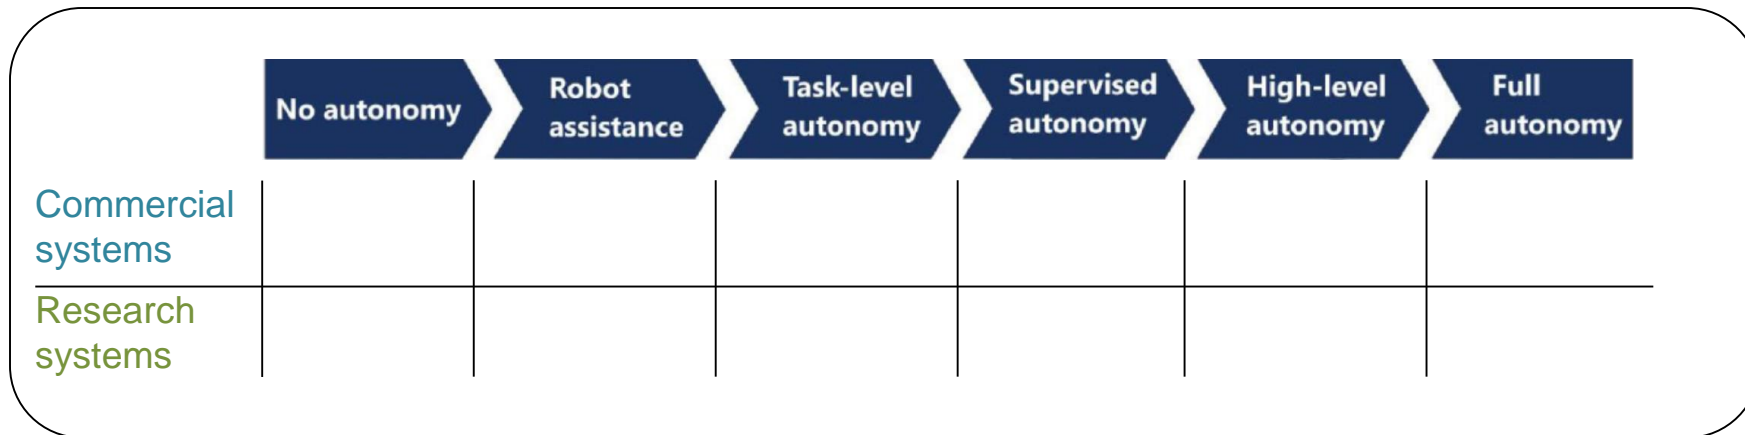 No autonomy
Robot
assistance
Task-level
autonomy
Supervised
autonomy
High-level
autonomy
Full
autonomy
Commercial
systems
Research
systems